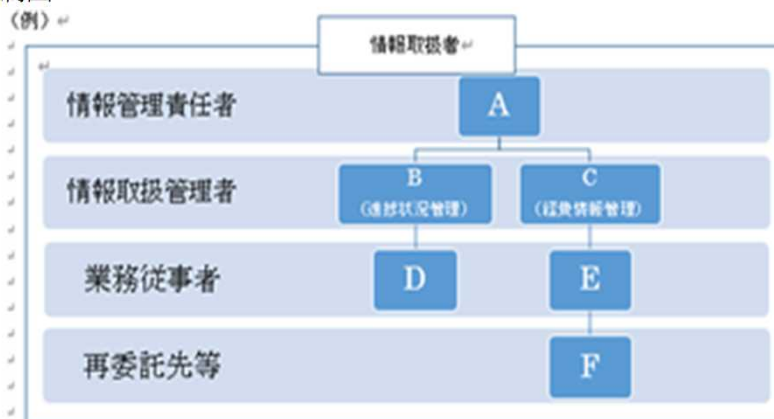 （例）
情報取扱者
情報管理責任者
A
情報取扱管理者
B
（進捗状況管理）
C
（経費情報管理）
業務従事者
D
E
再委託先等
F